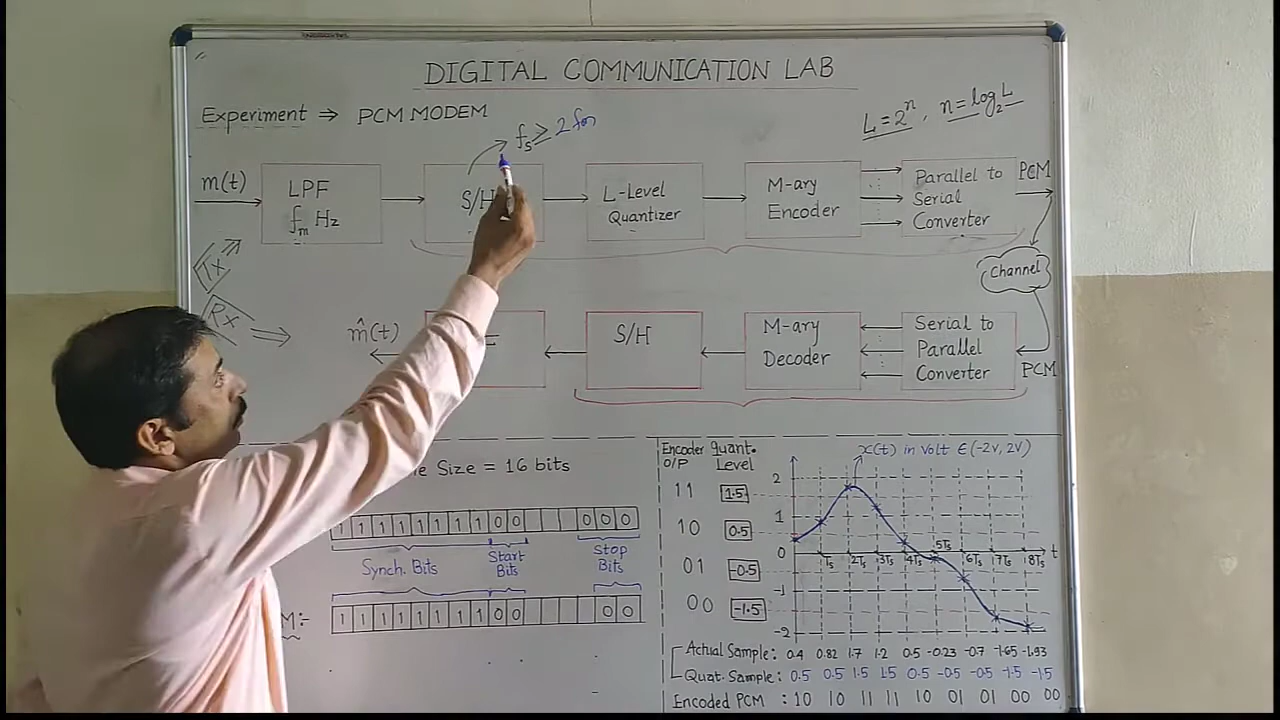 DIGITAL COMMUNICATION LAB
Experiment ⇒ PCM MODEM
fs ≥ 2fm
L = 2^n , n = log₂L
m(t)
LPF
fm Hz
S/H
L-Level
Quantizer
M-ary
Encoder
Parallel to
Serial
Converter
PCM
Tx
Channel
Rx
m̂(t)
S/H
M-ary
Decoder
Serial to
Parallel
Converter
PCM
Size = 16 bits
1 1 1 1 1 1 1 1 0 0 0 0 0
Synch. Bits
Start
Bits
Stop
Bits
M:-
1 1 1 1 1 1 1 1 0 0 0 0
Encoder Quant.
O/P Level
11 1.5
10 0.5
01 -0.5
00 -1.5
x(t) in volt ∈ (-2v, 2V)
2
1
0
-1
-2
Ts 2Ts 3Ts 4Ts 5Ts 6Ts 7Ts 8Ts t
Actual Sample: 0.4 0.82 1.7 1.2 0.5 -0.23 -0.7 -1.65 -1.93
Quat. Sample: 0.5 0.5 1.5 1.5 0.5 -0.5 -0.5 -1.5 -1.5
Encoded PCM : 10 10 11 11 10 01 01 00 00